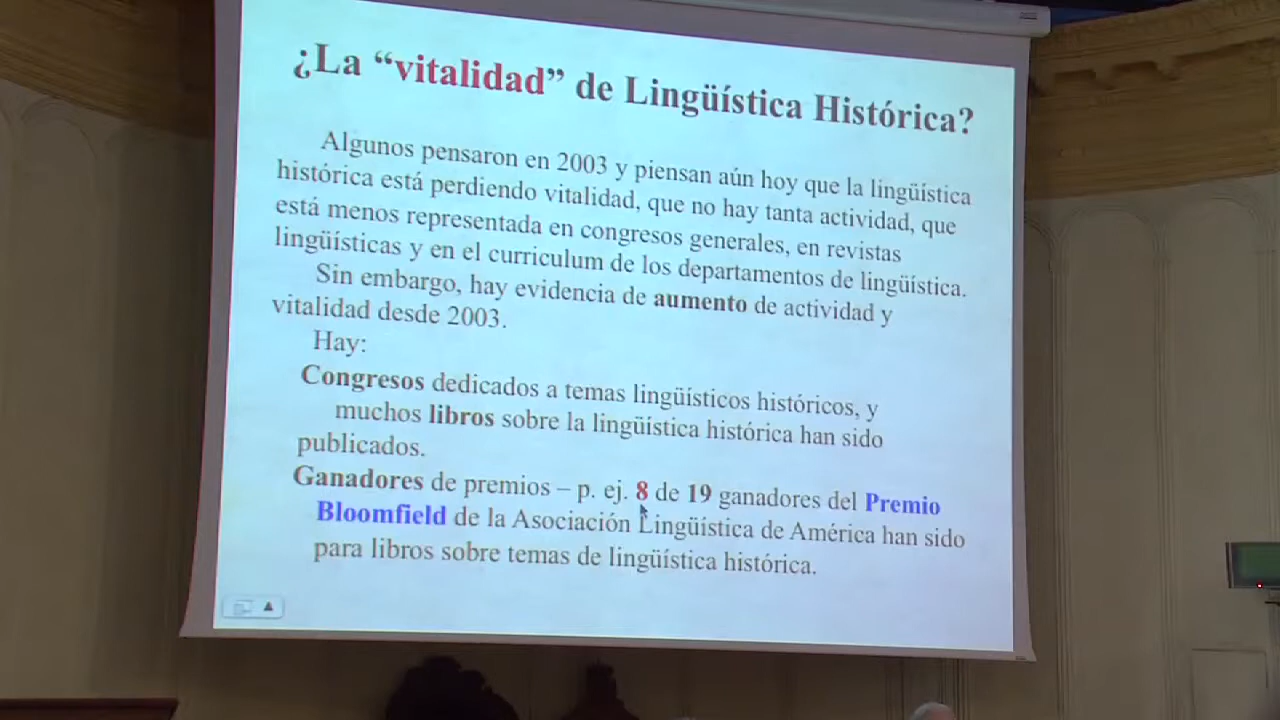 ¿La “vitalidad” de Lingüística Histórica?
Algunos pensaron en 2003 y piensan aún hoy que la lingüística
histórica está perdiendo vitalidad, que no hay tanta actividad, que
está menos representada en congresos generales, en revistas
lingüísticas y en el curriculum de los departamentos de lingüística.
Sin embargo, hay evidencia de aumento de actividad y
vitalidad desde 2003.
Hay:
Congresos dedicados a temas lingüísticos históricos, y
muchos libros sobre la lingüística histórica han sido
publicados.
Ganadores de premios – p. ej. 8 de 19 ganadores del Premio
Bloomfield de la Asociación Lingüística de América han sido
para libros sobre temas de lingüística histórica.